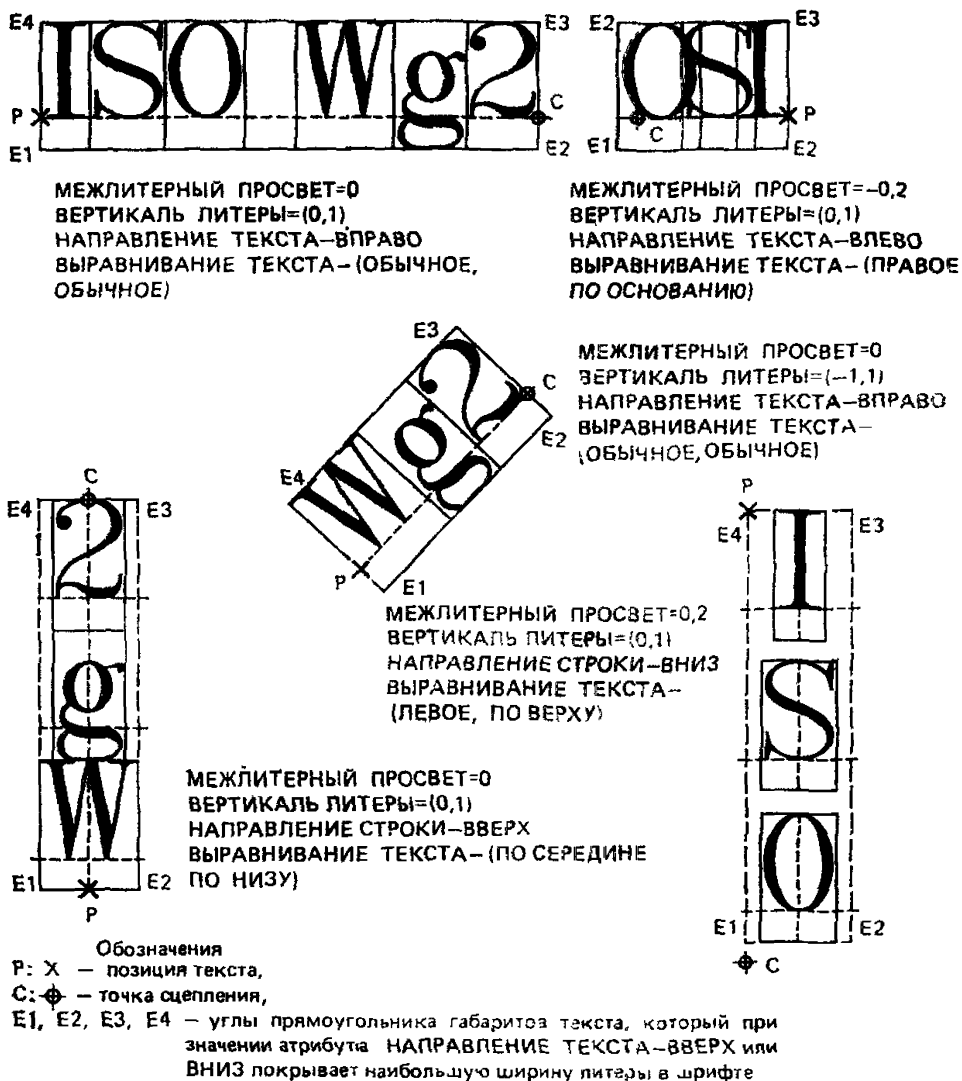 E4 I S O W g 2 E3
P C
E1 E2
E2 O S I E3
P
E1 C E2
МЕЖЛИТЕРНЫЙ ПРОСВЕТ=0
ВЕРТИКАЛЬ ЛИТЕРЫ=(0,1)
НАПРАВЛЕНИЕ ТЕКСТА—ВПРАВО
ВЫРАВНИВАНИЕ ТЕКСТА—(ОБЫЧНОЕ,
ОБЫЧНОЕ)
МЕЖЛИТЕРНЫЙ ПРОСВЕТ=—0,2
ВЕРТИКАЛЬ ЛИТЕРЫ=(0,1)
НАПРАВЛЕНИЕ ТЕКСТА—ВЛЕВО
ВЫРАВНИВАНИЕ ТЕКСТА—(ПРАВОЕ
ПО ОСНОВАНИЮ)
E3
C
E2
E4
W g 2
P
E1
МЕЖЛИТЕРНЫЙ ПРОСВЕТ=0
ВЕРТИКАЛЬ ЛИТЕРЫ=(—1,1)
НАПРАВЛЕНИЕ ТЕКСТА—ВПРАВО
ВЫРАВНИВАНИЕ ТЕКСТА—
(ОБЫЧНОЕ, ОБЫЧНОЕ)
C
E4 E3
2
g
W
E1 E2
P
МЕЖЛИТЕРНЫЙ ПРОСВЕТ=0,2
ВЕРТИКАЛЬ ЛИТЕРЫ=(0,1)
НАПРАВЛЕНИЕ СТРОКИ—ВНИЗ
ВЫРАВНИВАНИЕ ТЕКСТА—
(ЛЕВОЕ, ПО ВЕРХУ)
P
E4 E3
I
S
O
E1 E2
C
МЕЖЛИТЕРНЫЙ ПРОСВЕТ=0
ВЕРТИКАЛЬ ЛИТЕРЫ=(0,1)
НАПРАВЛЕНИЕ СТРОКИ—ВВЕРХ
ВЫРАВНИВАНИЕ ТЕКСТА—(ПО СЕРЕДИНЕ
ПО НИЗУ)
Обозначения
P: X — позиция текста,
C: — точка сцепления,
E1, E2, E3, E4 — углы прямоугольника габаритов текста, который при
значении атрибута НАПРАВЛЕНИЕ ТЕКСТА—ВВЕРХ или
ВНИЗ покрывает наибольшую ширину литеры в шрифте